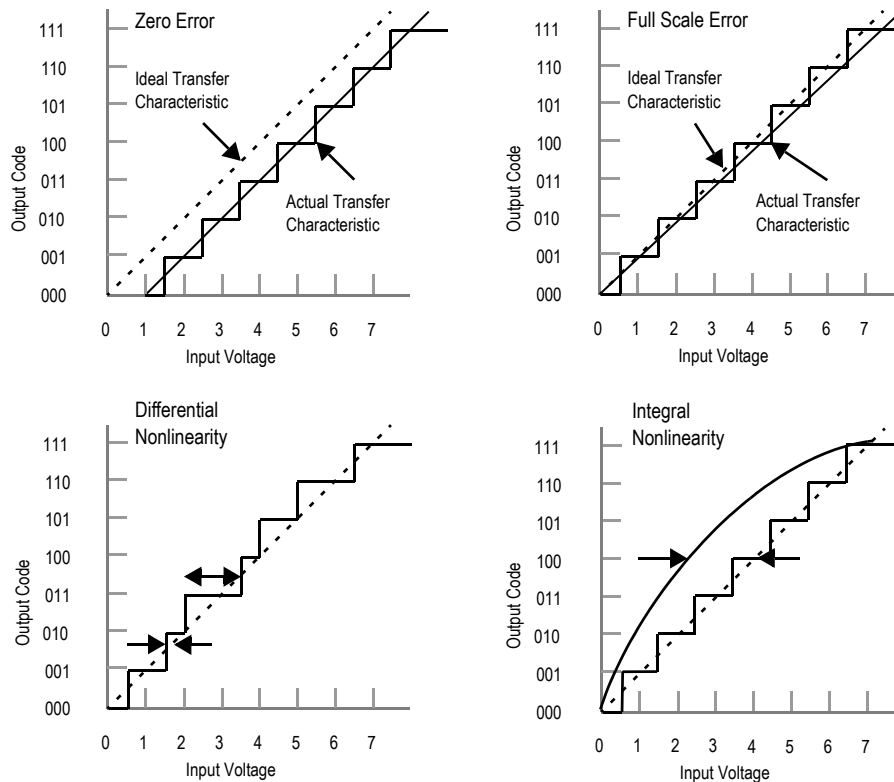 Zero Error
111
110
101
100
011
010
001
000
Output Code
Ideal Transfer
Characteristic
Actual Transfer
Characteristic
0 1 2 3 4 5 6 7
Input Voltage
Full Scale Error
111
110
101
100
011
010
001
000
Output Code
Ideal Transfer
Characteristic
Actual Transfer
Characteristic
0 1 2 3 4 5 6 7
Input Voltage
Differential
Nonlinearity
111
110
101
100
011
010
001
000
Output Code
0 1 2 3 4 5 6 7
Input Voltage
Integral
Nonlinearity
111
110
101
100
011
010
001
000
Output Code
0 1 2 3 4 5 6 7
Input Voltage